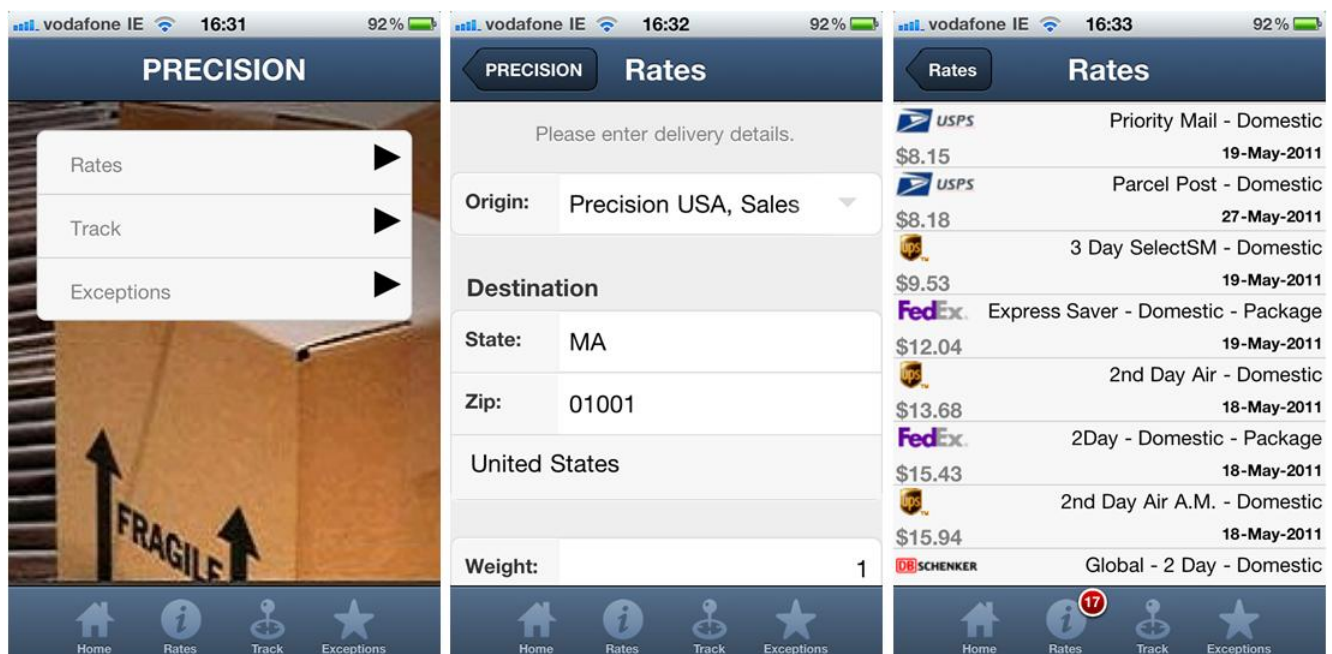 vodafone IE 16:31 92%
PRECISION
Rates
Track
Exceptions
FRAGILE
Home Rates Track Exceptions
vodafone IE 16:32 92%
PRECISION Rates
Please enter delivery details.
Origin: Precision USA, Sales
Destination
State: MA
Zip: 01001
United States
Weight: 1
Home Rates Track Exceptions
vodafone IE 16:33 92%
Rates Rates
USPS Priority Mail - Domestic
$8.15 19-May-2011
USPS Parcel Post - Domestic
$8.18 27-May-2011
ups TM 3 Day SelectSM - Domestic
$9.53 19-May-2011
FedEx Express Saver - Domestic - Package
$12.04 19-May-2011
ups TM 2nd Day Air - Domestic
$13.68 18-May-2011
FedEx 2Day - Domestic - Package
$15.43 18-May-2011
ups TM 2nd Day Air A.M. - Domestic
$15.94 18-May-2011
DB SCHENKER Global - 2 Day - Domestic
17
Home Rates Track Exceptions